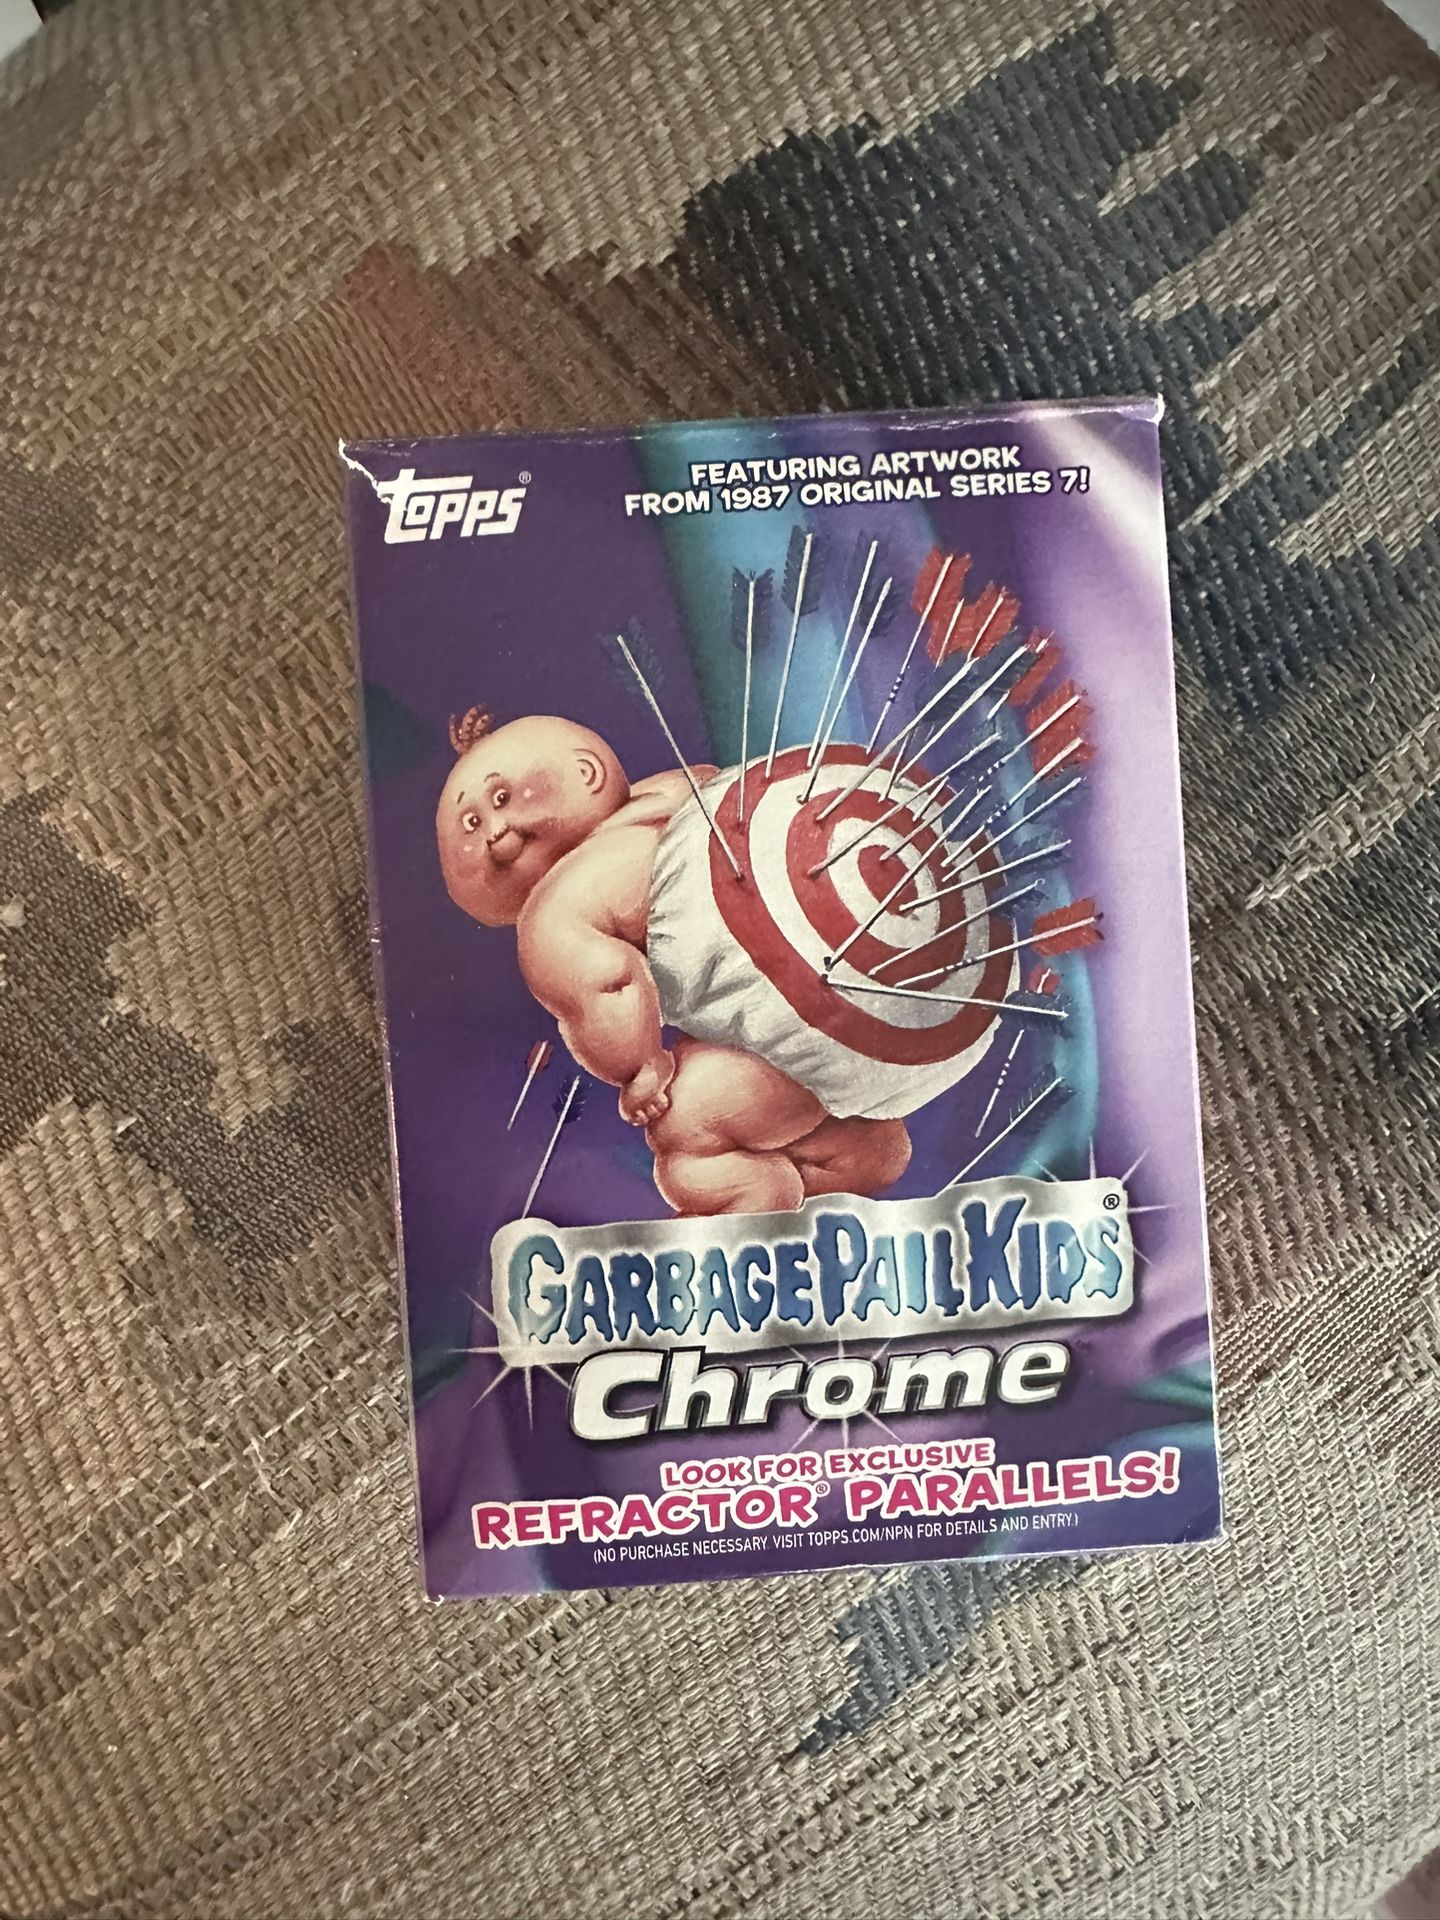 TOPPS®
FEATURING ARTWORK
FROM 1987 ORIGINAL SERIES 7!
GARBAGE PAIL KIDS®
Chrome™
LOOK FOR EXCLUSIVE
REFRACTOR® PARALLELS!
(NO PURCHASE NECESSARY. VISIT TOPPS.COM/NPN FOR DETAILS AND ENTRY.)